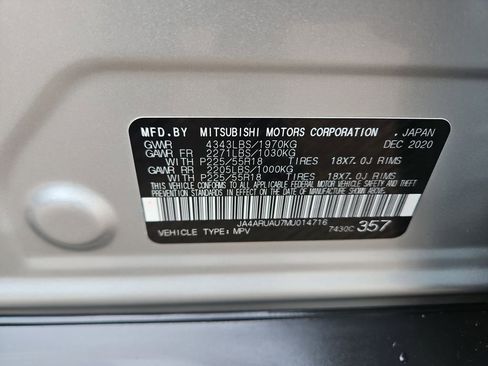 MFD.BY MITSUBISHI MOTORS CORPORATION , JAPAN
GVWR 4343LBS/1970KG DEC 2020
GAWR FR 2271LBS/1030KG
WITH P225/55R18 TIRES 18X7.0J RIMS
GAWR RR 2205LBS/1000KG
WITH P225/55R18 TIRES 18X7.0J RIMS
THIS VEHICLE CONFORMS TO ALL APPLICABLE FEDERAL MOTOR VEHICLE SAFETY AND THEFT PREVENTION STANDARDS IN EFFECT ON THE DATE OF MANUFACTURE SHOWN ABOVE.
JA4ARUAU7MU014716
VEHICLE TYPE: MPV 7430C 357